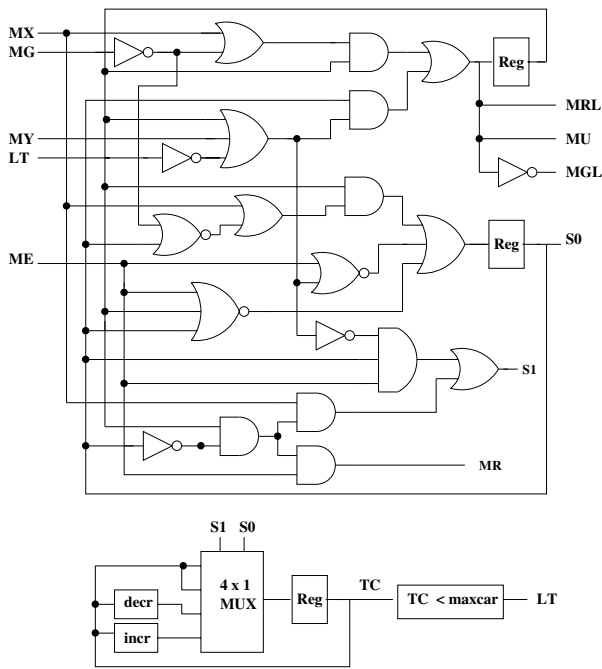 MX
MG
Reg
MRL
MY
MU
LT
MGL
ME
Reg
S0
S1
MR
S1 S0
4 x 1
MUX
decr
incr
Reg
TC
TC < maxcar
LT